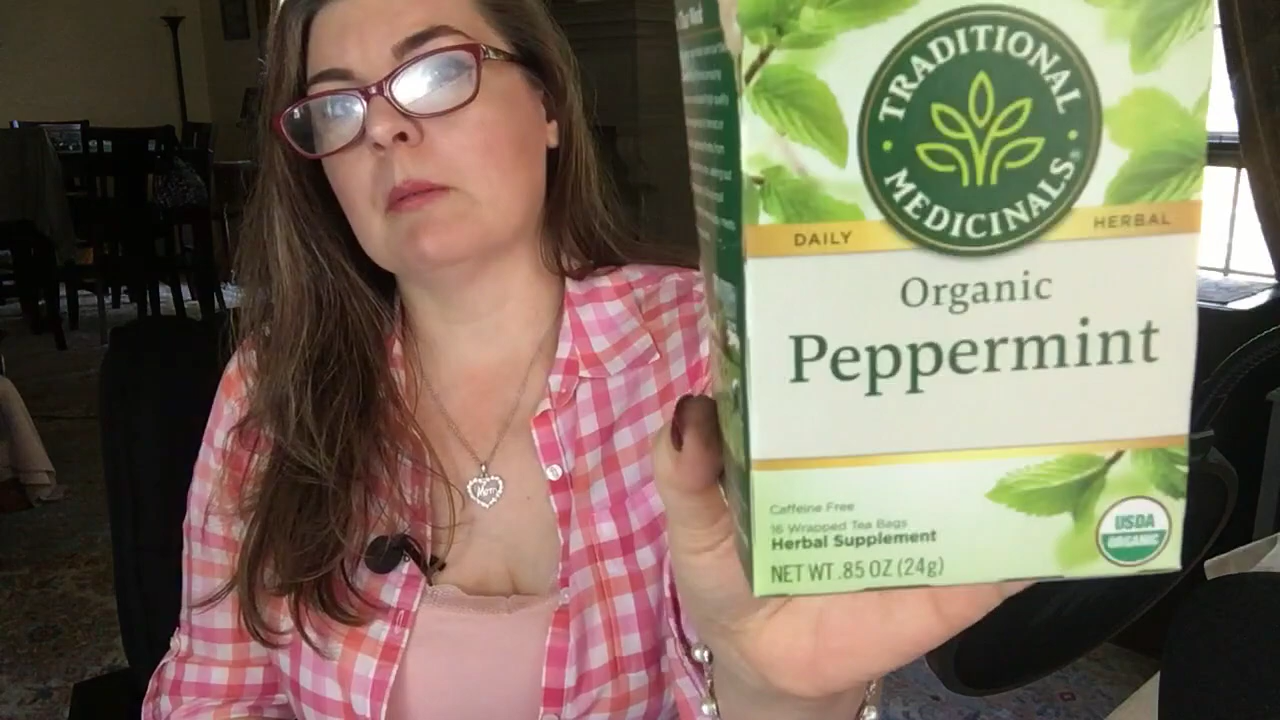 TRADITIONAL
MEDICINALS
DAILY
HERBAL
Organic
Peppermint
Caffeine Free
16 Wrapped Tea Bags
Herbal Supplement
NET WT .85 OZ (24g)
USDA
ORGANIC
Mom